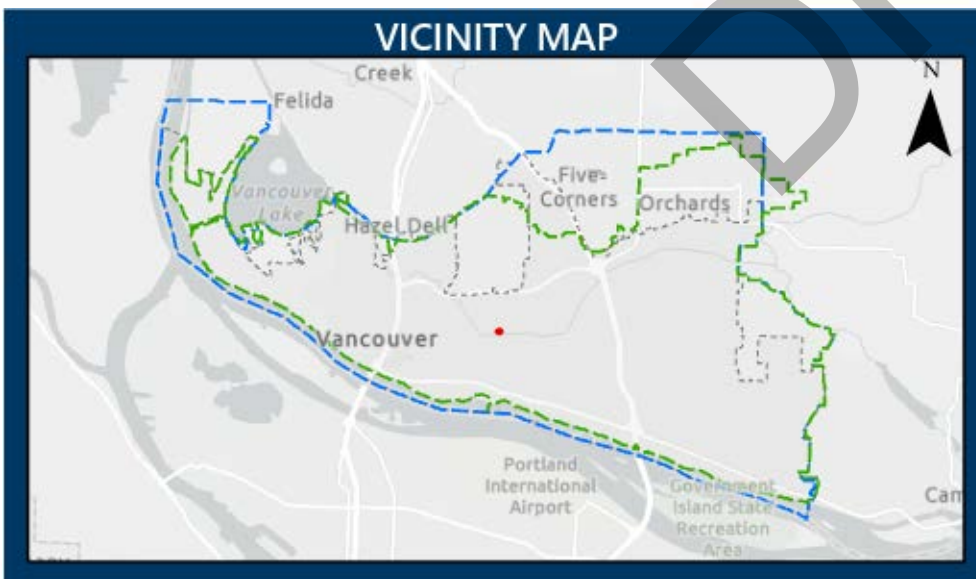 VICINITY MAP
Creek
N
Felida
Vancouver
Lake
Five
Corners
Orchards
Hazel Dell
Vancouver
Portland
International
Airport
Government
Island State
Recreation
Area
Cam